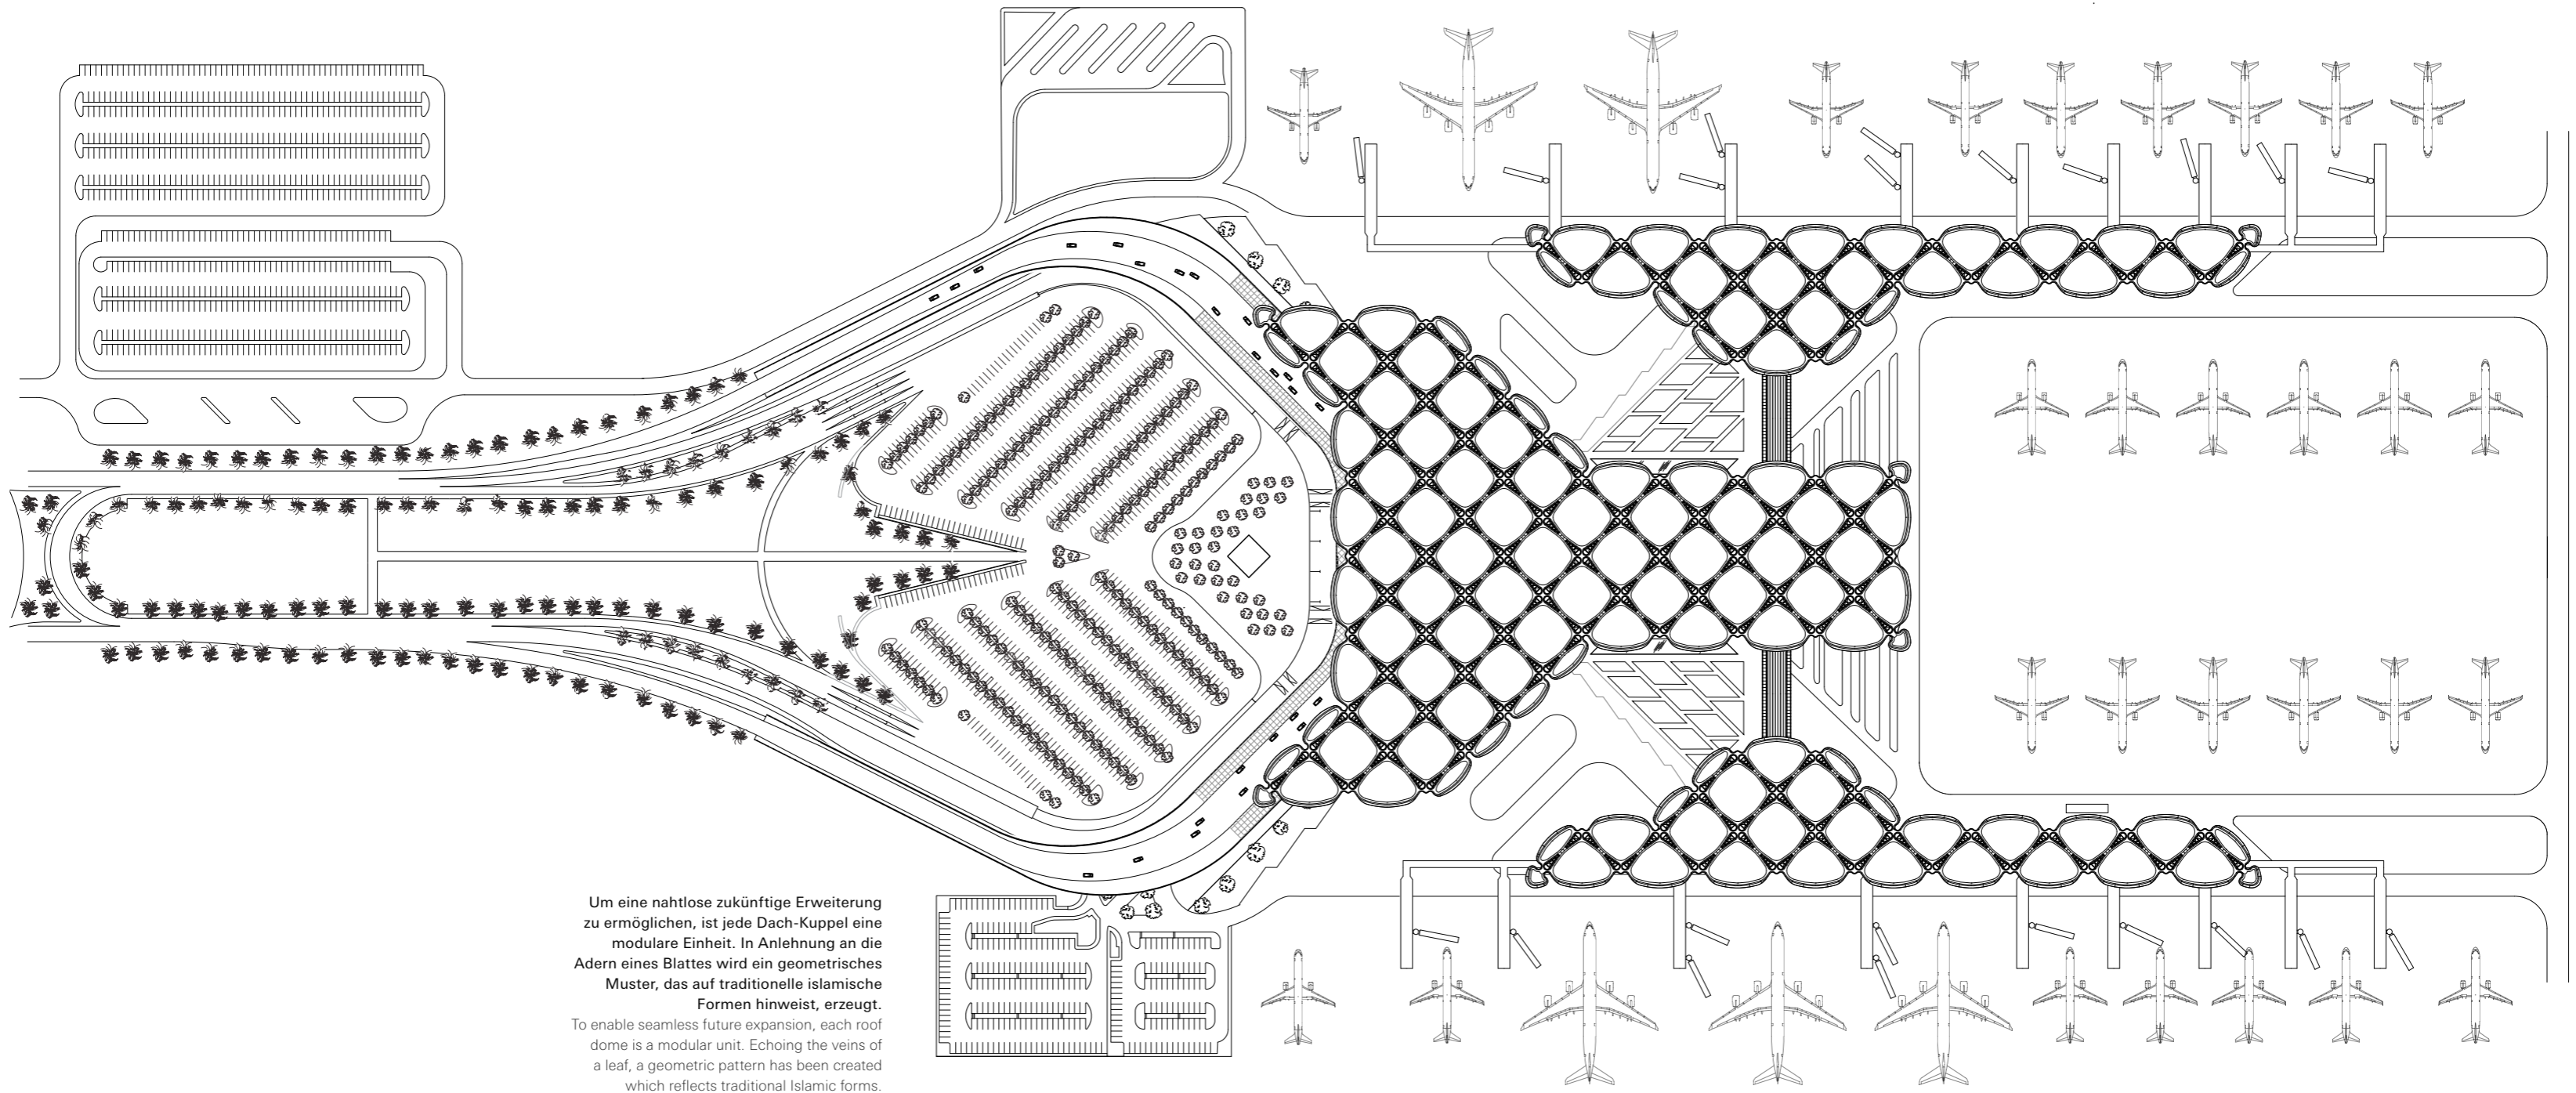 Um eine nahtlose zukünftige Erweiterung
zu ermöglichen, ist jede Dach-Kuppel eine
modulare Einheit. In Anlehnung an die
Adern eines Blattes wird ein geometrisches
Muster, das auf traditionelle islamische
Formen hinweist, erzeugt.
To enable seamless future expansion, each roof
dome is a modular unit. Echoing the veins of
a leaf, a geometric pattern has been created
which reflects traditional Islamic forms.